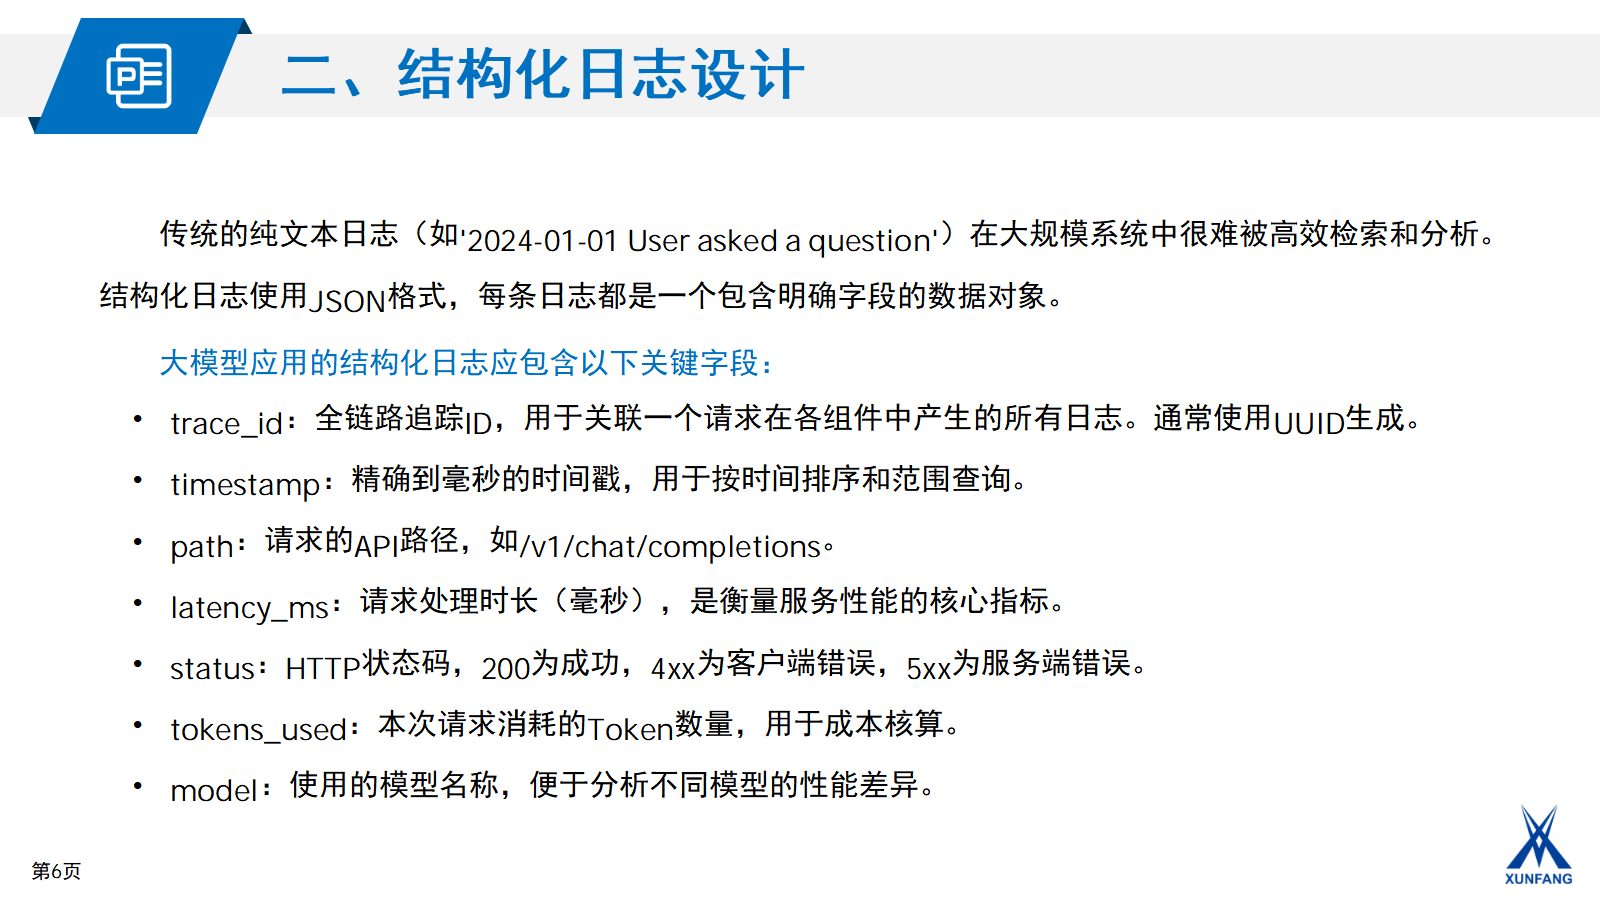 二、结构化日志设计
传统的纯文本日志（如'2024-01-01 User asked a question'）在大规模系统中很难被高效检索和分析。
结构化日志使用JSON格式，每条日志都是一个包含明确字段的数据对象。
大模型应用的结构化日志应包含以下关键字段：
• trace_id：全链路追踪ID，用于关联一个请求在各组件中产生的所有日志。通常使用UUID生成。
• timestamp：精确到毫秒的时间戳，用于按时间排序和范围查询。
• path：请求的API路径，如/v1/chat/completions。
• latency_ms：请求处理时长（毫秒），是衡量服务性能的核心指标。
• status：HTTP状态码，200为成功，4xx为客户端错误，5xx为服务端错误。
• tokens_used：本次请求消耗的Token数量，用于成本核算。
• model：使用的模型名称，便于分析不同模型的性能差异。
第6页
XUNFANG